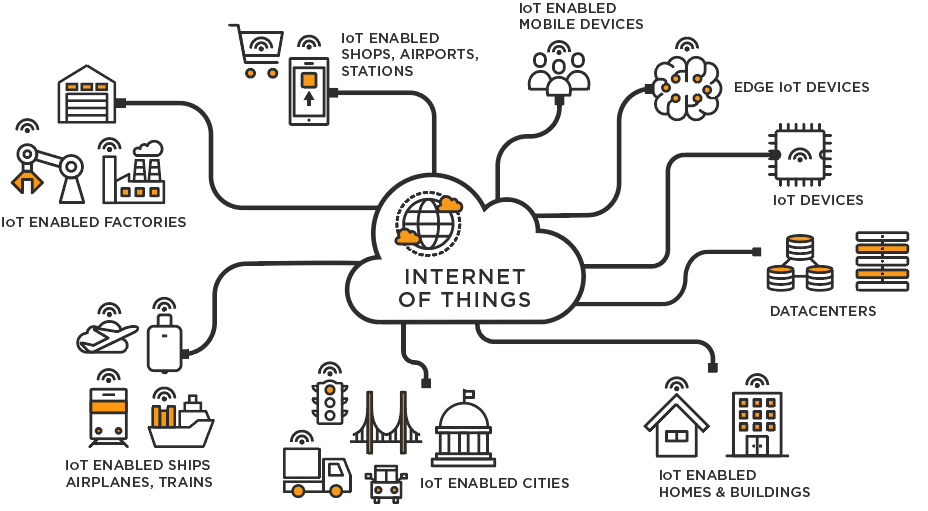 IoT ENABLED
MOBILE DEVICES
IoT ENABLED
SHOPS, AIRPORTS,
STATIONS
EDGE IoT DEVICES
IoT DEVICES
IoT ENABLED FACTORIES
INTERNET
OF THINGS
DATACENTERS
IoT ENABLED SHIPS
AIRPLANES, TRAINS
IoT ENABLED CITIES
IoT ENABLED
HOMES & BUILDINGS